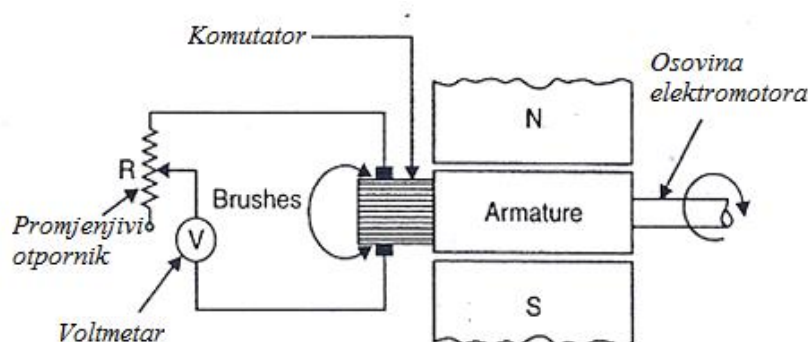 Komutator
Osovina
elektromotora
N
R
Brushes
Armature
Promjenjivi
otpornik
V
S
Voltmetar